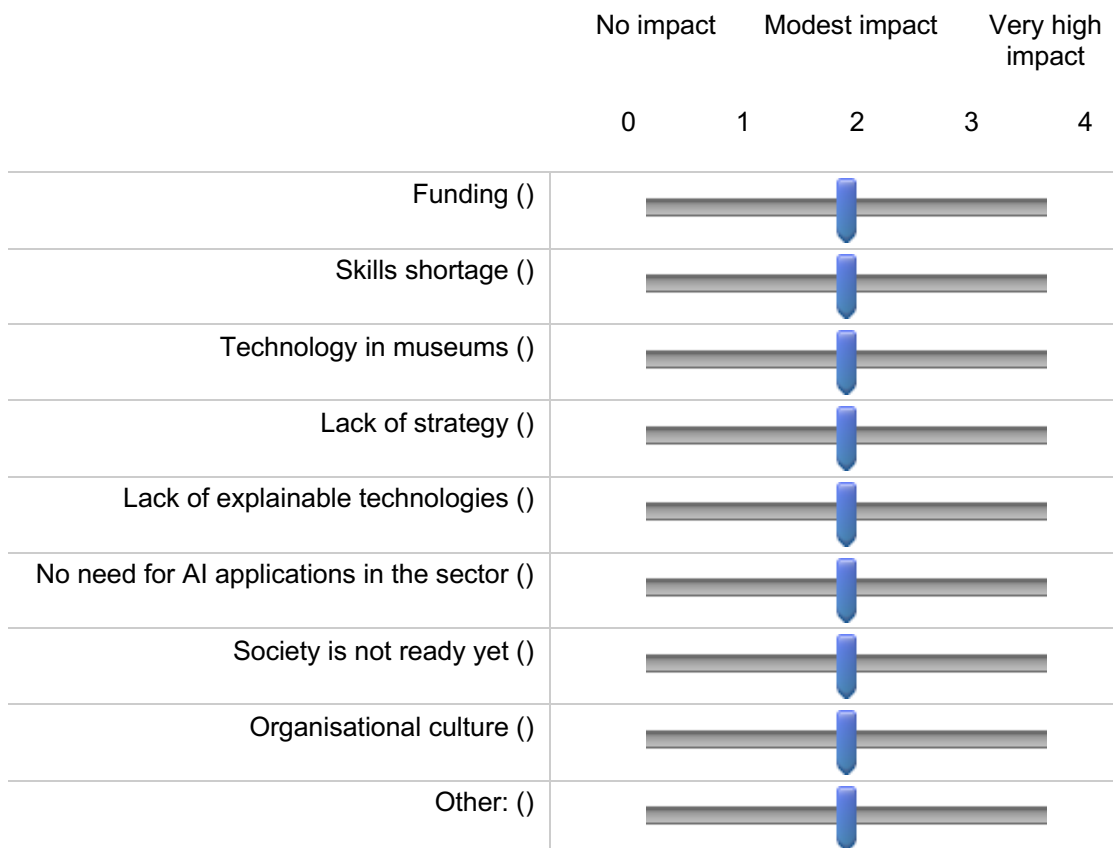 No impact Modest impact Very high
impact
0 1 2 3 4
Funding ()
Skills shortage ()
Technology in museums ()
Lack of strategy ()
Lack of explainable technologies ()
No need for AI applications in the sector ()
Society is not ready yet ()
Organisational culture ()
Other: ()